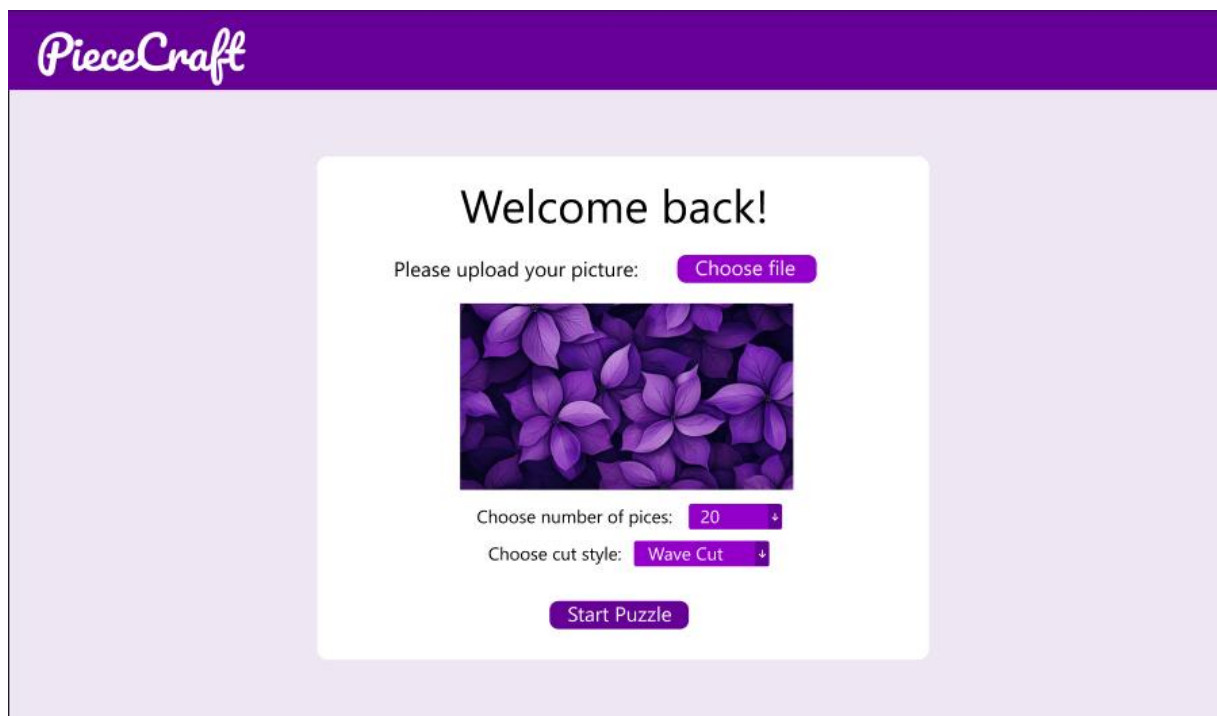 PieceCraft
Welcome back!
Please upload your picture: Choose file
Choose number of pices: 20
Choose cut style: Wave Cut
Start Puzzle